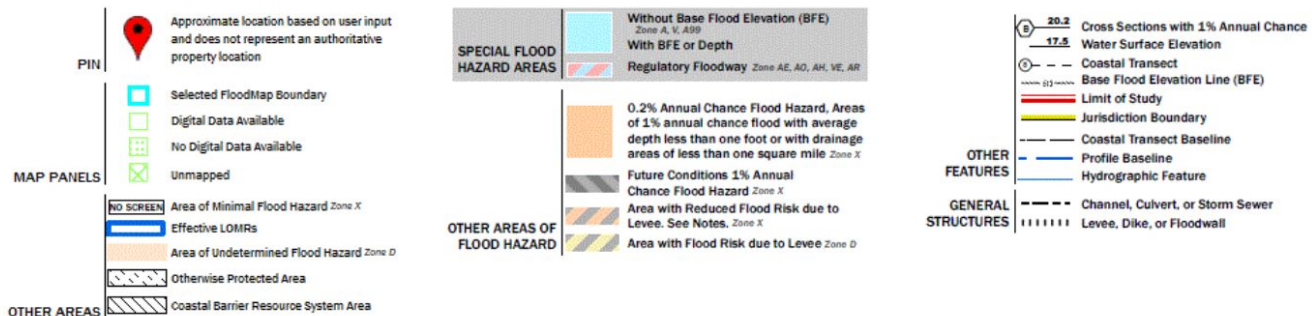 PIN
Approximate location based on user input
and does not represent an authoritative
property location
MAP PANELS
Selected FloodMap Boundary
Digital Data Available
No Digital Data Available
Unmapped
OTHER AREAS
NO SCREEN Area of Minimal Flood Hazard Zone X
Effective LOMRs
Area of Undetermined Flood Hazard Zone D
Otherwise Protected Area
Coastal Barrier Resource System Area
SPECIAL FLOOD
HAZARD AREAS
Without Base Flood Elevation (BFE)
Zone A, V, A99
With BFE or Depth
Regulatory Floodway Zone AE, AO, AH, VE, AR
OTHER AREAS OF
FLOOD HAZARD
0.2% Annual Chance Flood Hazard, Areas
of 1% annual chance flood with average
depth less than one foot or with drainage
areas of less than one square mile Zone X
Future Conditions 1% Annual
Chance Flood Hazard Zone X
Area with Reduced Flood Risk due to
Levee. See Notes. Zone X
Area with Flood Risk due to Levee Zone D
OTHER
FEATURES
B 20.2 Cross Sections with 1% Annual Chance
17.5 Water Surface Elevation
8 Coastal Transect
513 Base Flood Elevation Line (BFE)
Limit of Study
Jurisdiction Boundary
Coastal Transect Baseline
Profile Baseline
Hydrographic Feature
GENERAL
STRUCTURES
Channel, Culvert, or Storm Sewer
Levee, Dike, or Floodwall